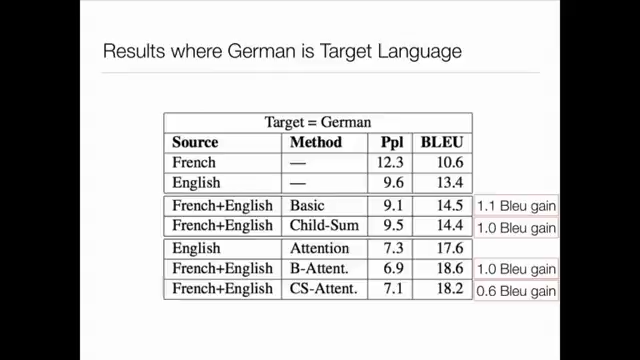 Results where German is Target Language
Target = German
Source Method Ppl BLEU
French — 12.3 10.6
English — 9.6 13.4
French+English Basic 9.1 14.5 1.1 Bleu gain
French+English Child-Sum 9.5 14.4 1.0 Bleu gain
English Attention 7.3 17.6
French+English B-Attent. 6.9 18.6 1.0 Bleu gain
French+English CS-Attent. 7.1 18.2 0.6 Bleu gain